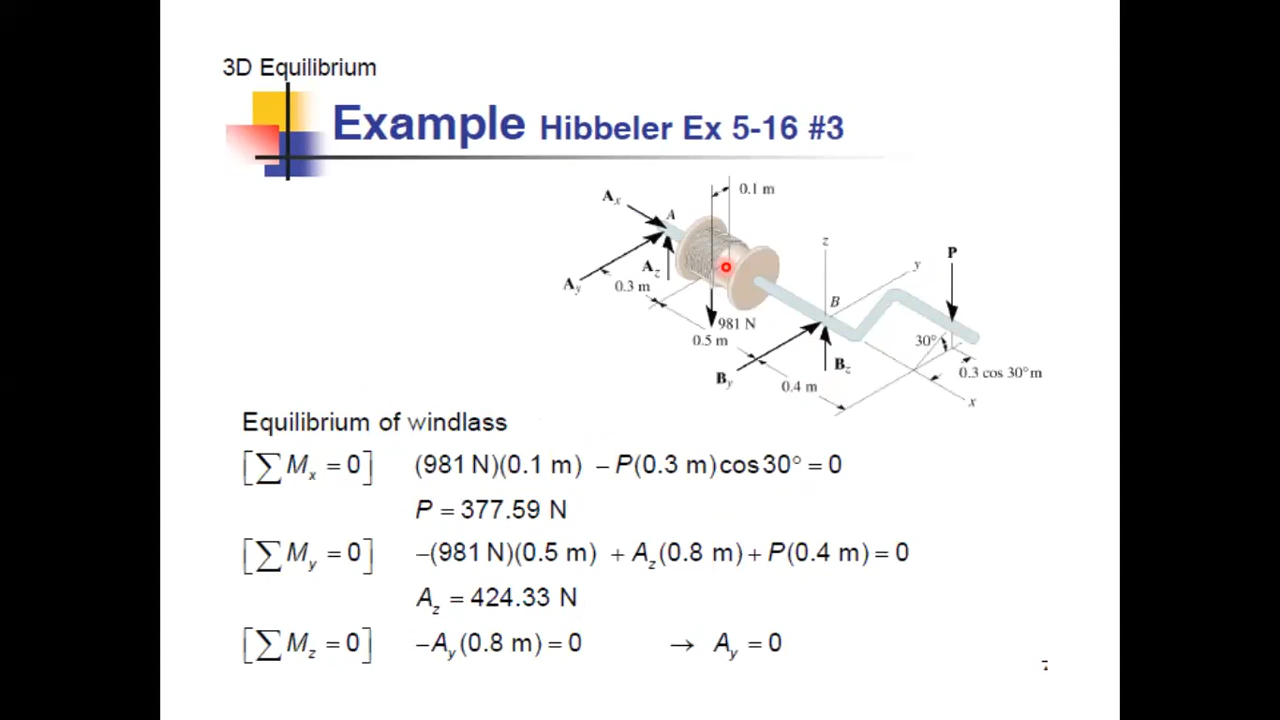 3D Equilibrium
Example Hibbeler Ex 5-16 #3
0.1 m
Ax
A
z
y
P
Az
Ay
0.3 m
B
981 N
0.5 m
30°
Bz
By
0.4 m
0.3 cos 30° m
x
Equilibrium of windlass
[∑Mx = 0] (981 N)(0.1 m) − P(0.3 m)cos30° = 0
P = 377.59 N
[∑My = 0] −(981 N)(0.5 m) + Az(0.8 m) + P(0.4 m) = 0
Az = 424.33 N
[∑Mz = 0] −Ay(0.8 m) = 0 → Ay = 0